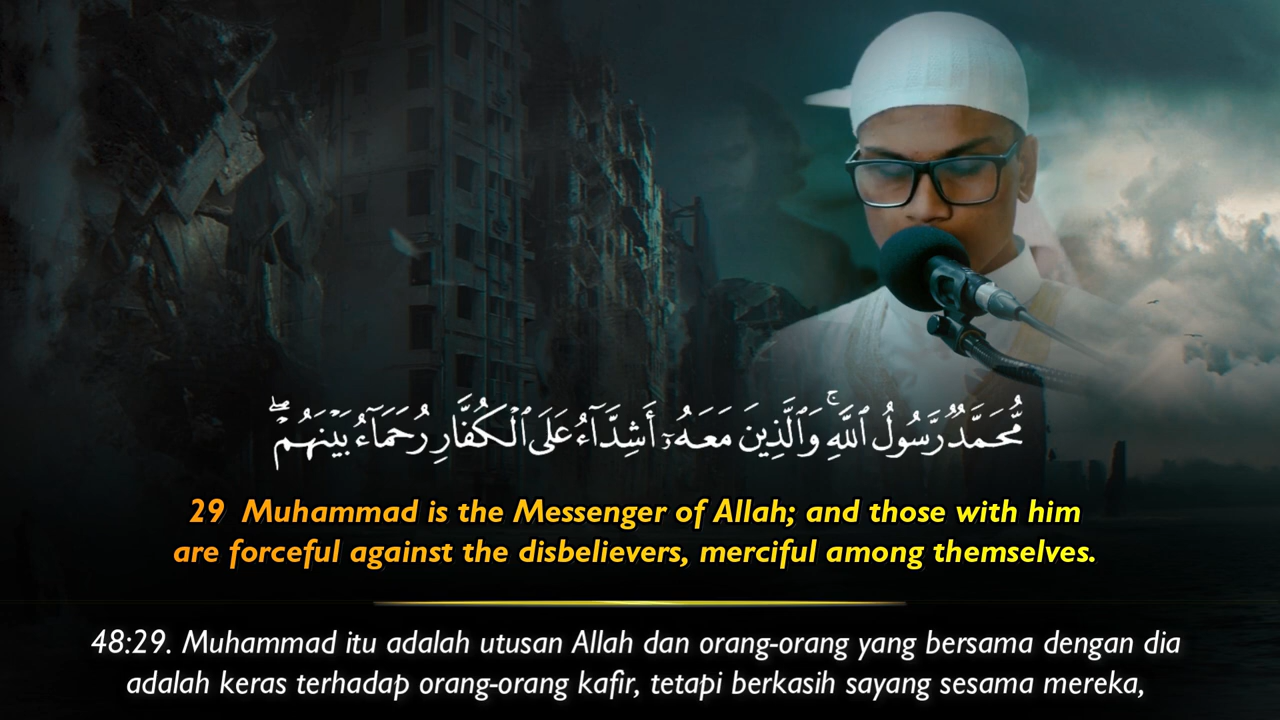 مُّحَمَّدٌ رَّسُولُ ٱللَّهِ ۚ وَٱلَّذِينَ مَعَهُۥٓ أَشِدَّآءُ عَلَى ٱلْكُفَّارِ رُحَمَآءُ بَيْنَهُمْ ۖ
29 Muhammad is the Messenger of Allah; and those with him
are forceful against the disbelievers, merciful among themselves.
48:29. Muhammad itu adalah utusan Allah dan orang-orang yang bersama dengan dia
adalah keras terhadap orang-orang kafir, tetapi berkasih sayang sesama mereka,